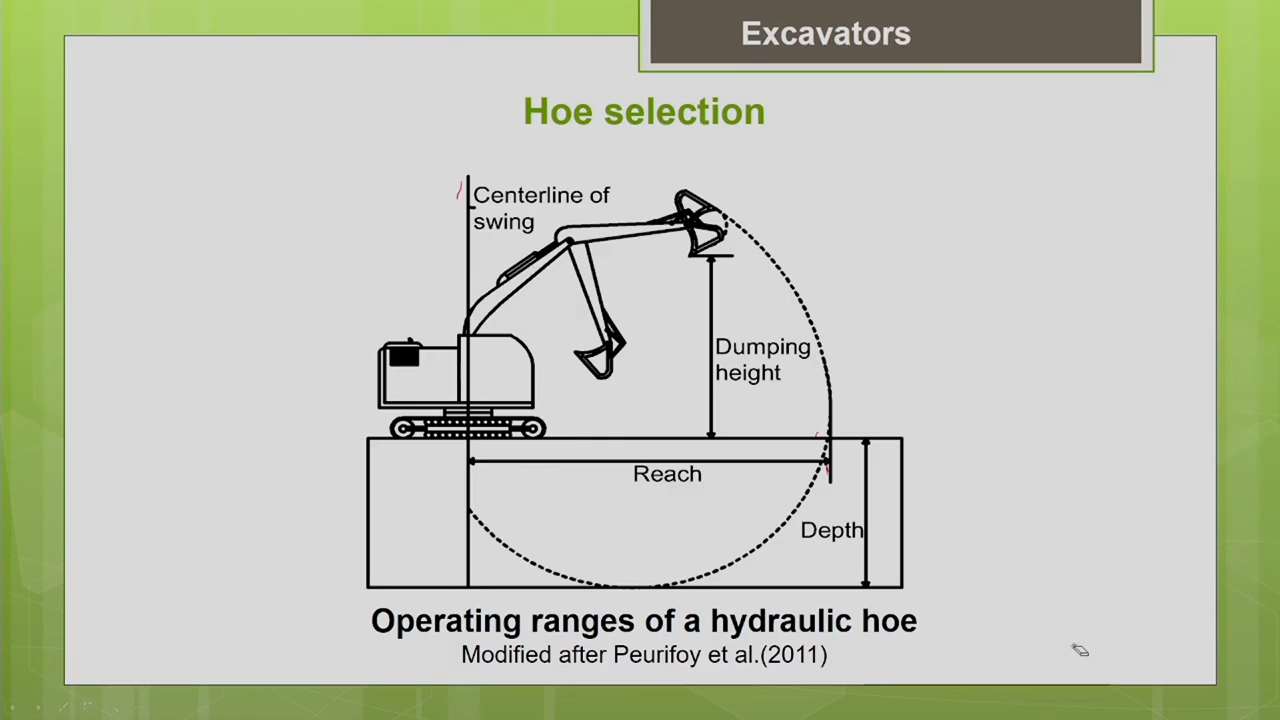 Excavators
Hoe selection
Centerline of
swing
Dumping
height
Reach
Depth
Operating ranges of a hydraulic hoe
Modified after Peurifoy et al.(2011)